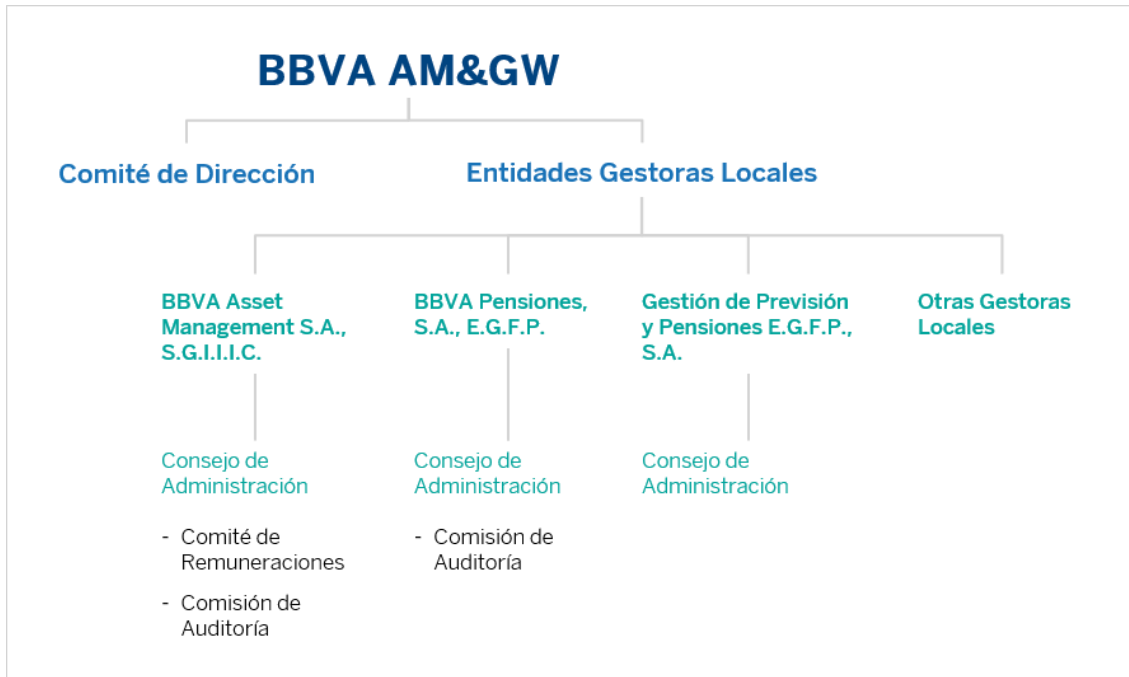 BBVA AM&GW
Comité de Dirección
Entidades Gestoras Locales
BBVA Asset
Management S.A.,
S.G.I.I.I.C.
BBVA Pensiones,
S.A., E.G.F.P.
Gestión de Previsión
y Pensiones E.G.F.P.,
S.A.
Otras Gestoras
Locales
Consejo de
Administración
- Comité de
Remuneraciones
- Comisión de
Auditoría
Consejo de
Administración
- Comisión de
Auditoría
Consejo de
Administración